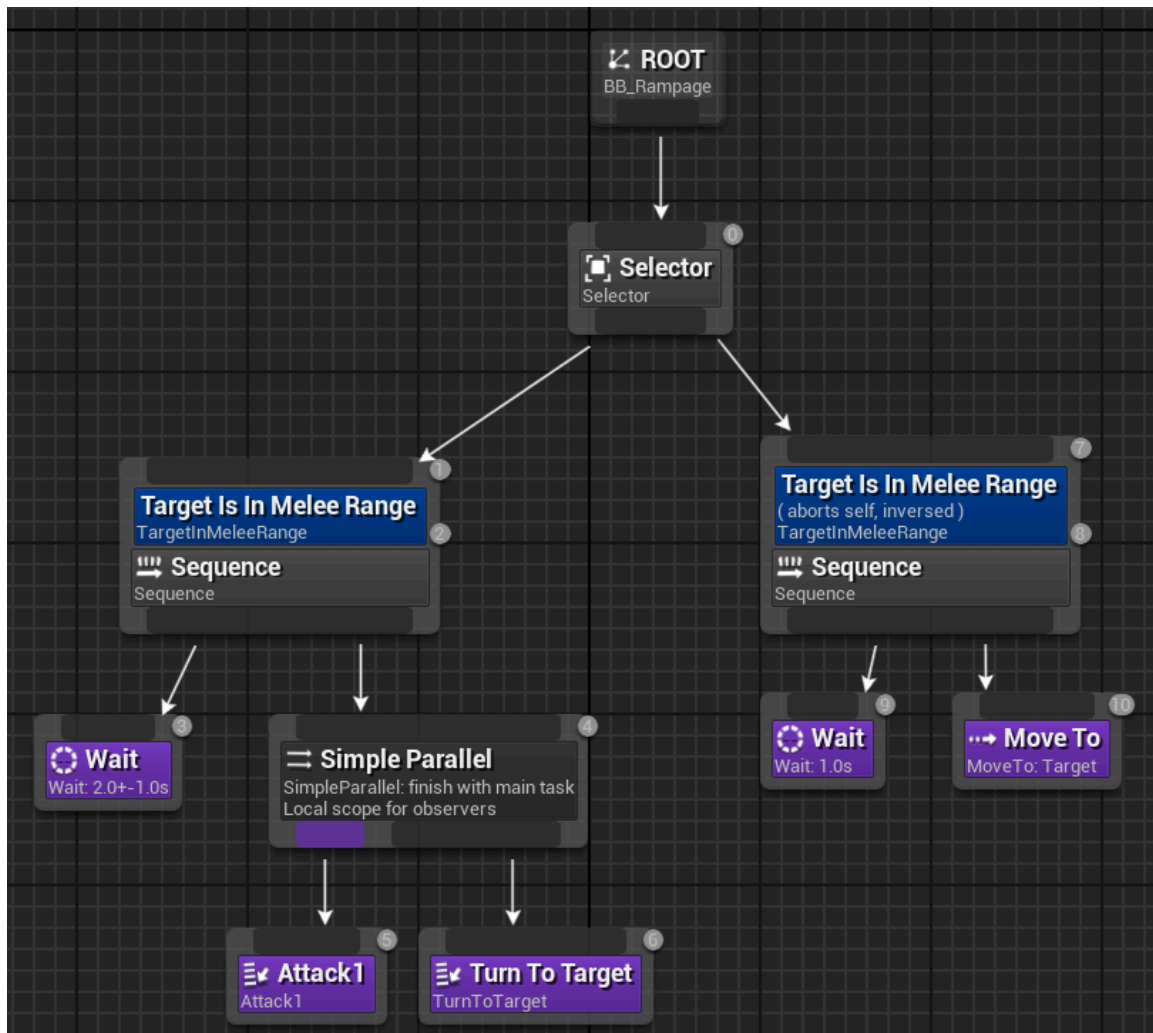 ROOT
BB_Rampage
0
Selector
Selector
1
Target Is In Melee Range
TargetInMeleeRange
2
Sequence
Sequence
7
Target Is In Melee Range
( aborts self, inversed )
TargetInMeleeRange
8
Sequence
Sequence
3
Wait
Wait: 2.0+-1.0s
4
Simple Parallel
SimpleParallel: finish with main task
Local scope for observers
9
Wait
Wait: 1.0s
10
Move To
MoveTo: Target
5
Attack1
Attack1
6
Turn To Target
TurnToTarget